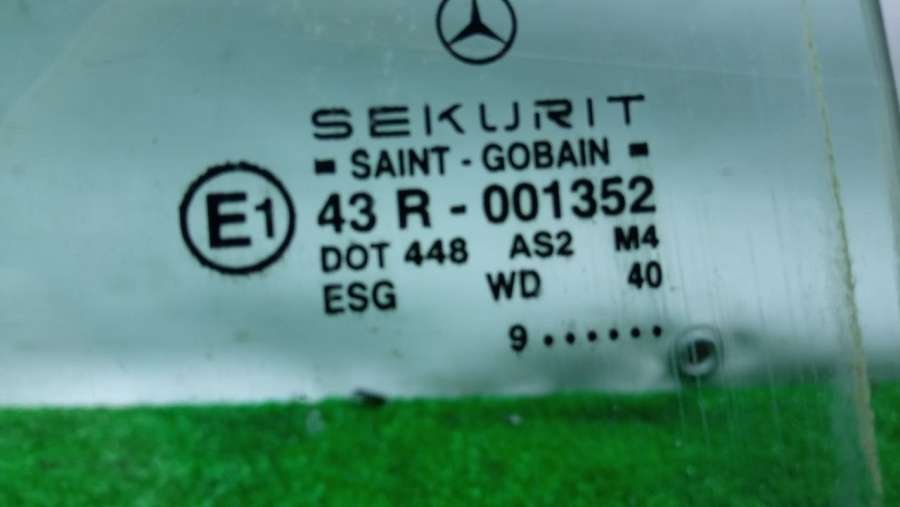 SEKURIT
SAINT - GOBAIN
E1 43 R - 001352
DOT 448 AS2 M4
ESG WD 40
9 ......